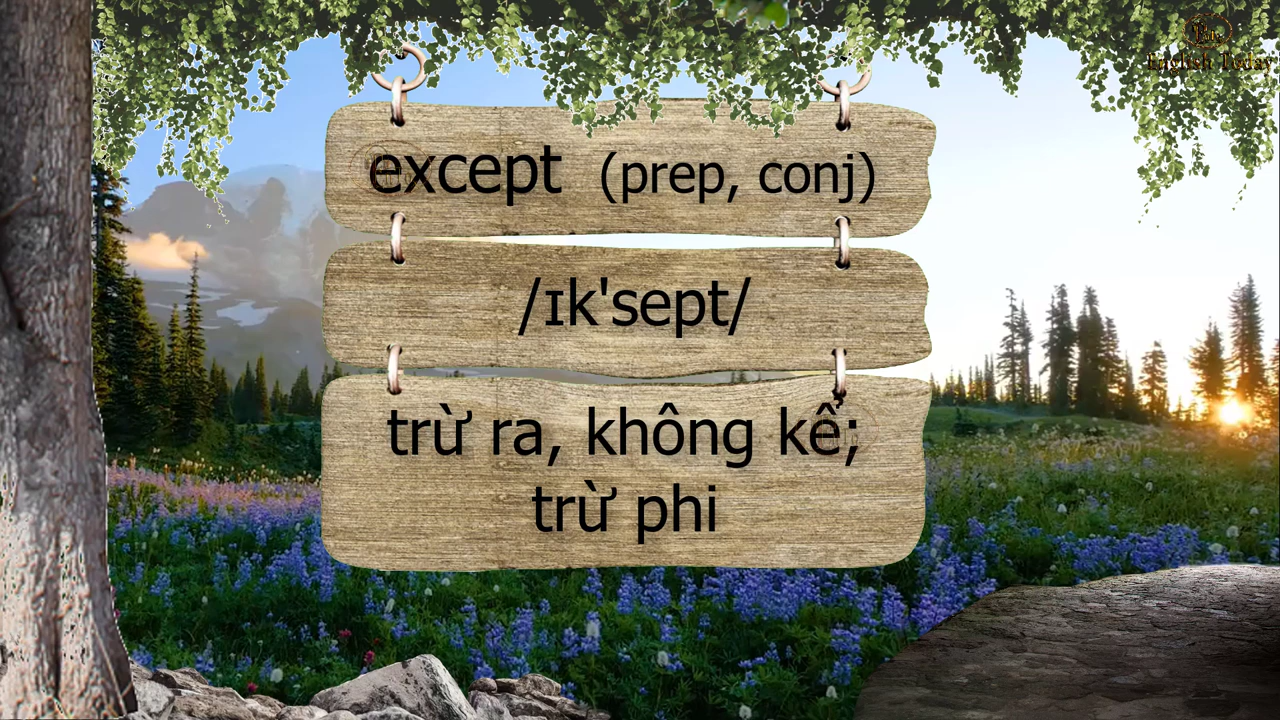 English Today
except (prep, conj)
/ɪk'sept/
trừ ra, không kể;
trừ phi